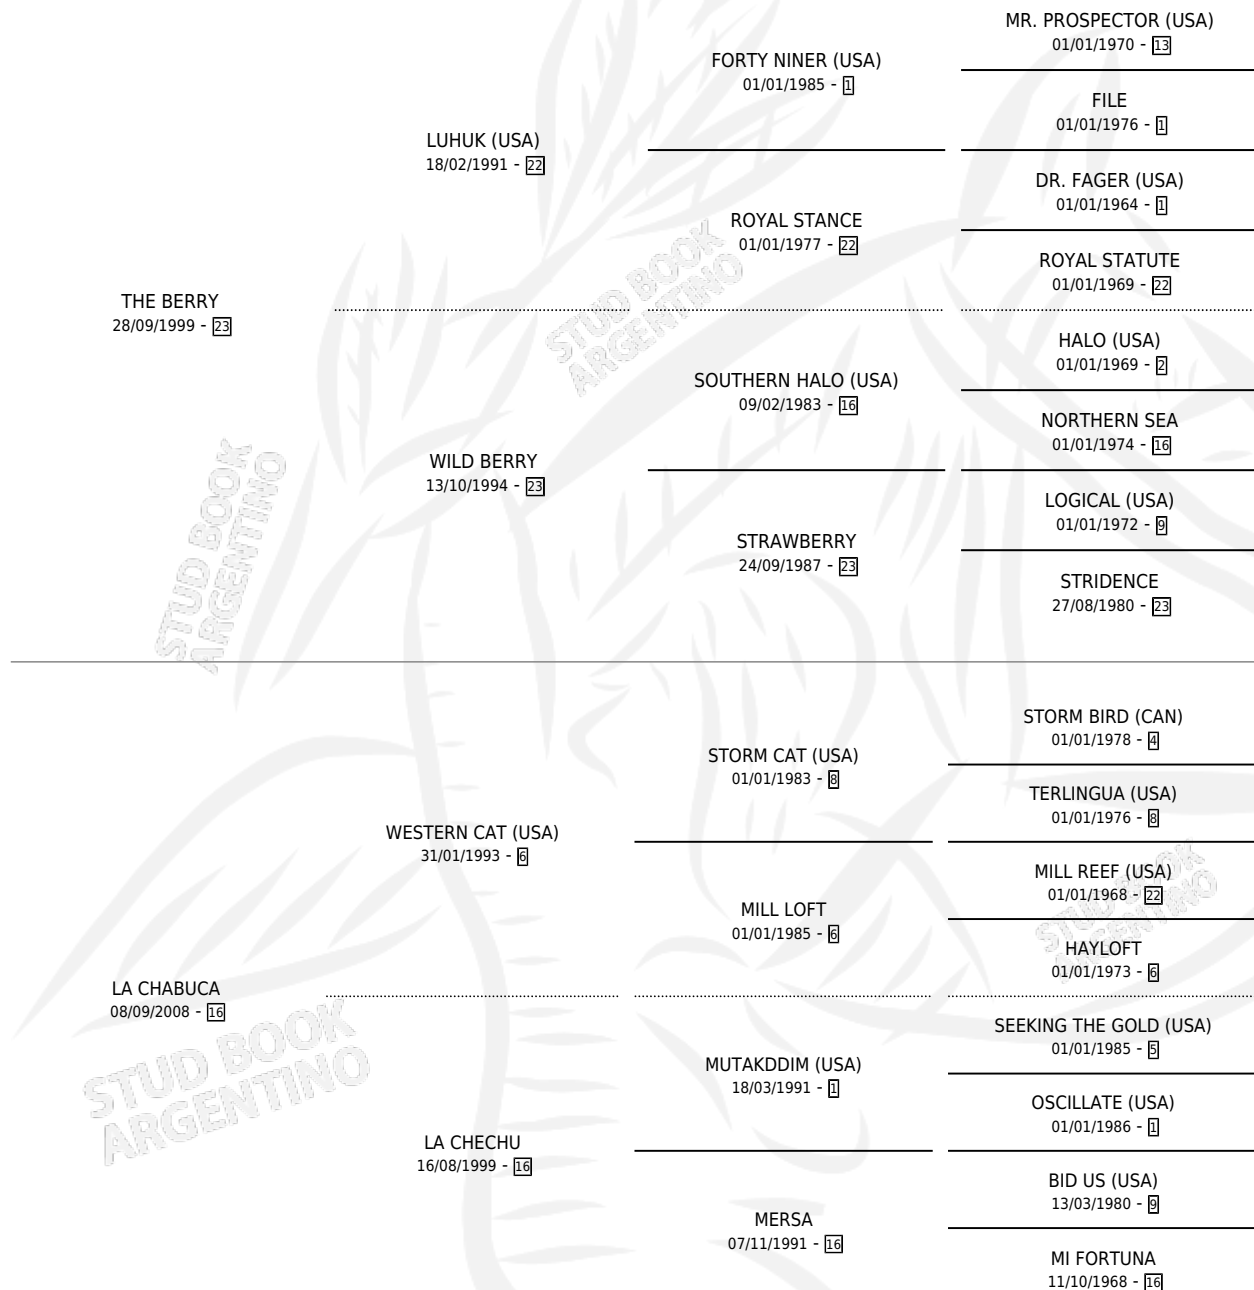 MR. PROSPECTOR (USA)
01/01/1970 - 13
FORTY NINER (USA)
01/01/1985 - 1
FILE
01/01/1976 - 1
LUHUK (USA)
18/02/1991 - 22
DR. FAGER (USA)
01/01/1964 - 1
ROYAL STANCE
01/01/1977 - 22
ROYAL STATUTE
01/01/1969 - 22
THE BERRY
28/09/1999 - 23
HALO (USA)
01/01/1969 - 2
SOUTHERN HALO (USA)
09/02/1983 - 16
NORTHERN SEA
01/01/1974 - 16
WILD BERRY
13/10/1994 - 23
LOGICAL (USA)
01/01/1972 - 9
STRAWBERRY
24/09/1987 - 23
STRIDENCE
27/08/1980 - 23
STORM BIRD (CAN)
01/01/1978 - 4
STORM CAT (USA)
01/01/1983 - 8
TERLINGUA (USA)
01/01/1976 - 8
WESTERN CAT (USA)
31/01/1993 - 6
MILL REEF (USA)
01/01/1968 - 22
MILL LOFT
01/01/1985 - 6
HAYLOFT
01/01/1973 - 6
LA CHABUCA
08/09/2008 - 16
SEEKING THE GOLD (USA)
01/01/1985 - 5
MUTAKDDIM (USA)
18/03/1991 - 1
OSCILLATE (USA)
01/01/1986 - 1
LA CHECHU
16/08/1999 - 16
BID US (USA)
13/03/1980 - 9
MERSA
07/11/1991 - 16
MI FORTUNA
11/10/1968 - 16
STUD BOOK
ARGENTINO
STUD BOOK
ARGENTINO
STUD BOOK
ARGENTINO
STUD BOOK
ARGENTINO